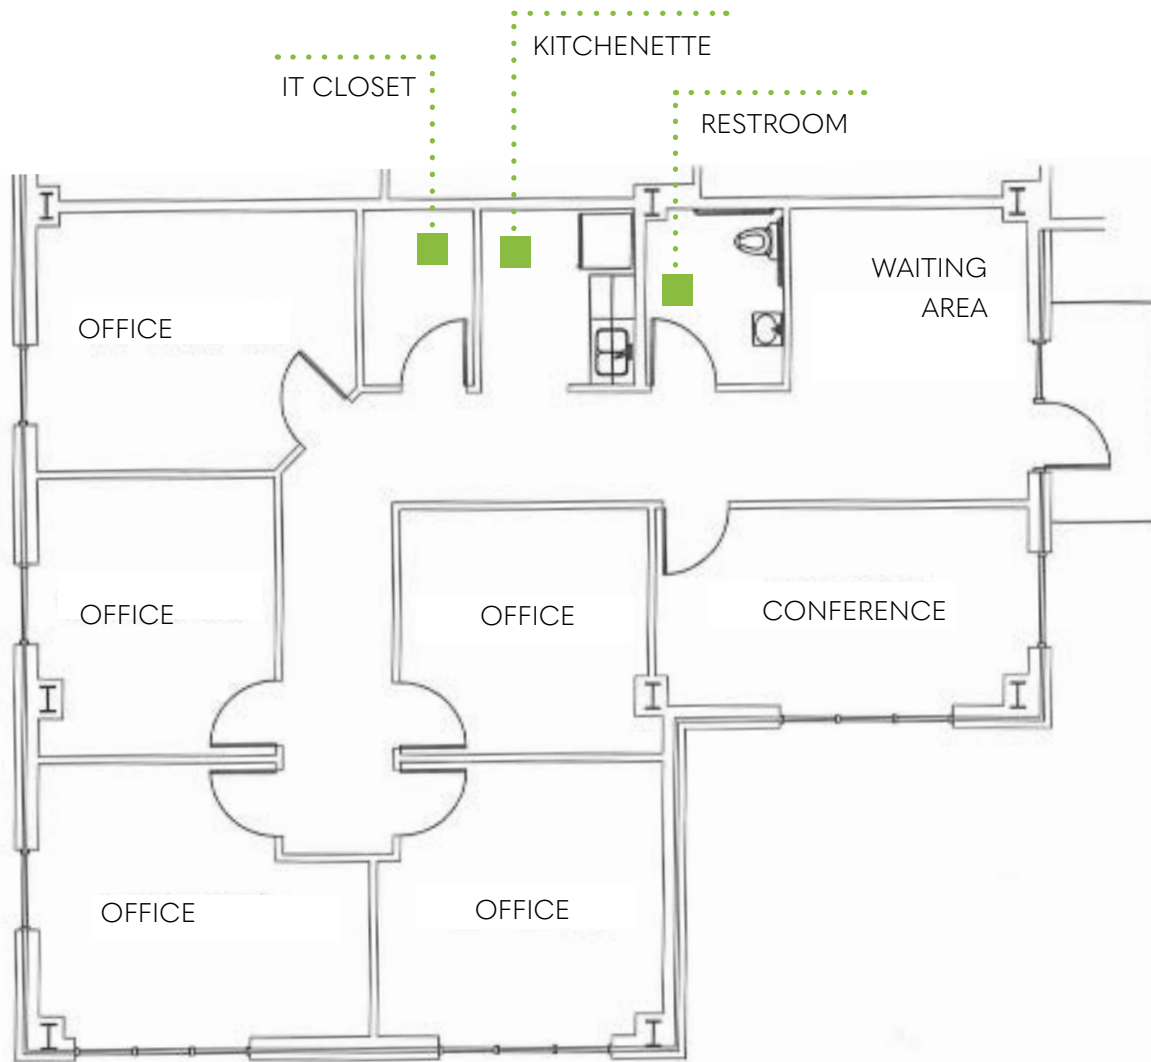 KITCHENETTE
IT CLOSET
RESTROOM
WAITING
AREA
OFFICE
OFFICE
OFFICE
CONFERENCE
OFFICE
OFFICE